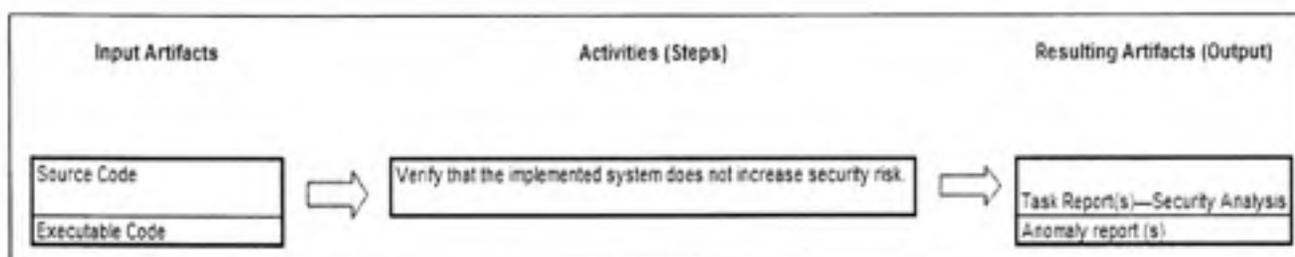 Input Artifacts
Activities (Steps)
Resulting Artifacts (Output)
Source Code
Executable Code
Verify that the implemented system does not increase security risk.
Task Report(s)—Security Analysis
Anomaly report (s)